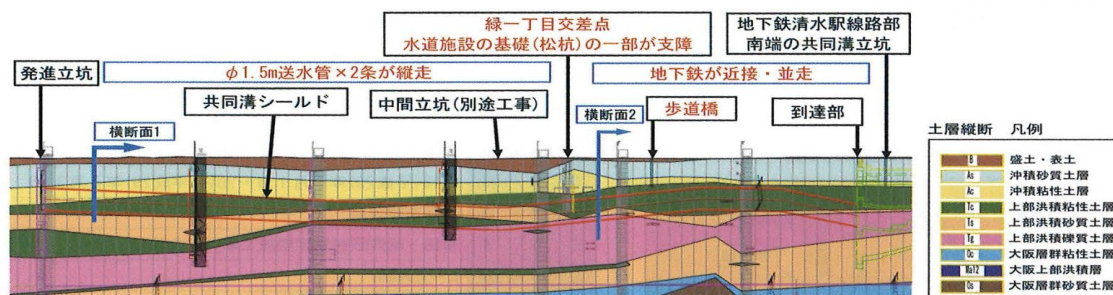 緑一丁目交差点
水道施設の基礎(松杭)の一部が支障
地下鉄清水駅線路部
南端の共同溝立坑
発進立坑
φ1.5m送水管×2条が縦走
地下鉄が近接・並走
共同溝シールド
中間立坑(別途工事)
横断面2
歩道橋
到達部
横断面1
土層縦断 凡例
B 盛土・表土
As 沖積砂質土層
Ac 沖積粘性土層
Tc 上部洪積粘性土層
Ts 上部洪積砂質土層
Tg 上部洪積礫質土層
Oc 大阪層群粘性土層
Ma12 大阪上部洪積層
Os 大阪層群砂質土層